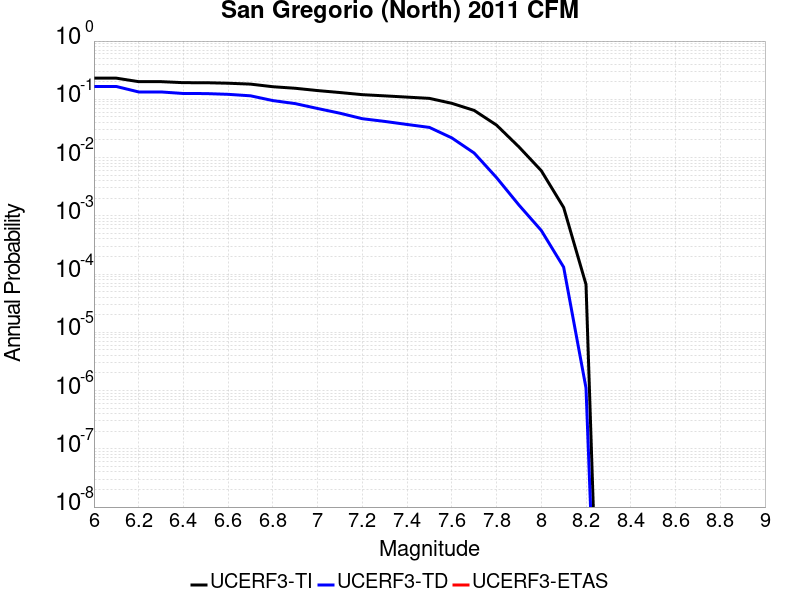 San Gregorio (North) 2011 CFM
Annual Probability
10^0
10^-1
10^-2
10^-3
10^-4
10^-5
10^-6
10^-7
10^-8
6 6.2 6.4 6.6 6.8 7 7.2 7.4 7.6 7.8 8 8.2 8.4 8.6 8.8 9
Magnitude
UCERF3-TI UCERF3-TD UCERF3-ETAS